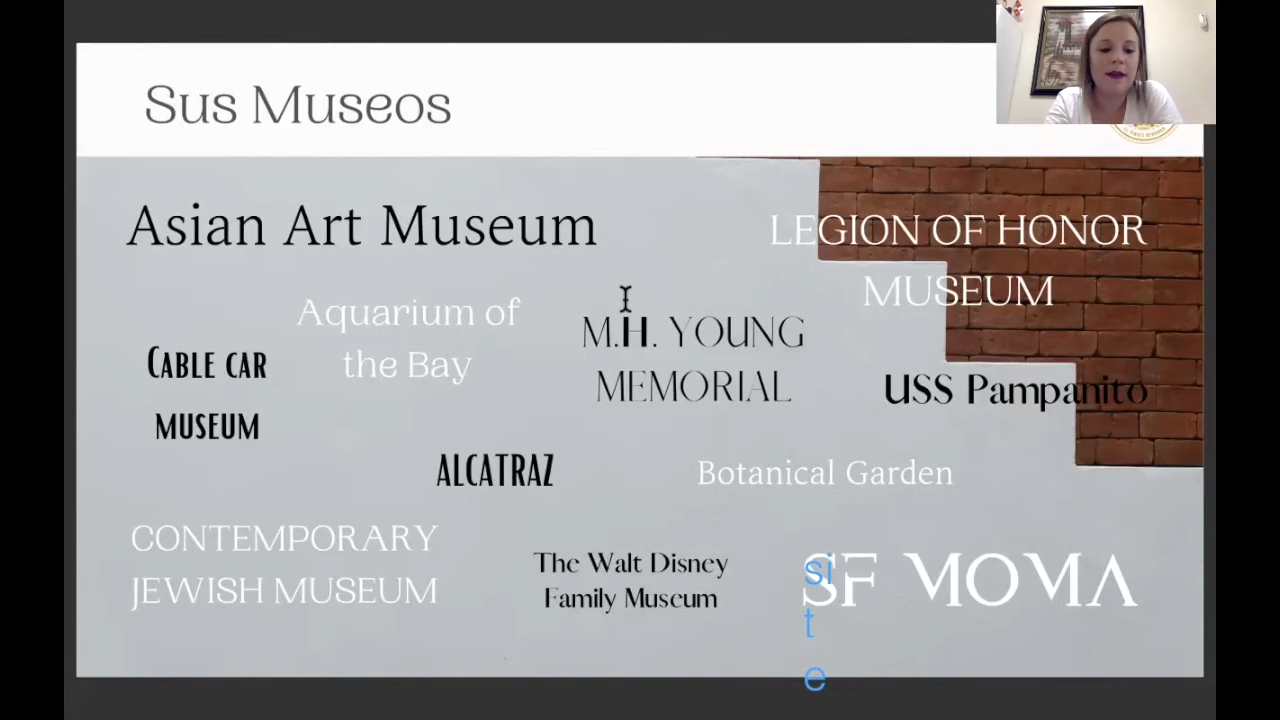 Sus Museos
Asian Art Museum
LEGION OF HONOR
MUSEUM
Aquarium of
the Bay
M.H. YOUNG
MEMORIAL
CABLE CAR
MUSEUM
USS Pampanito
ALCATRAZ
Botanical Garden
CONTEMPORARY
JEWISH MUSEUM
The Walt Disney
Family Museum
SF MOMA
si
t
e